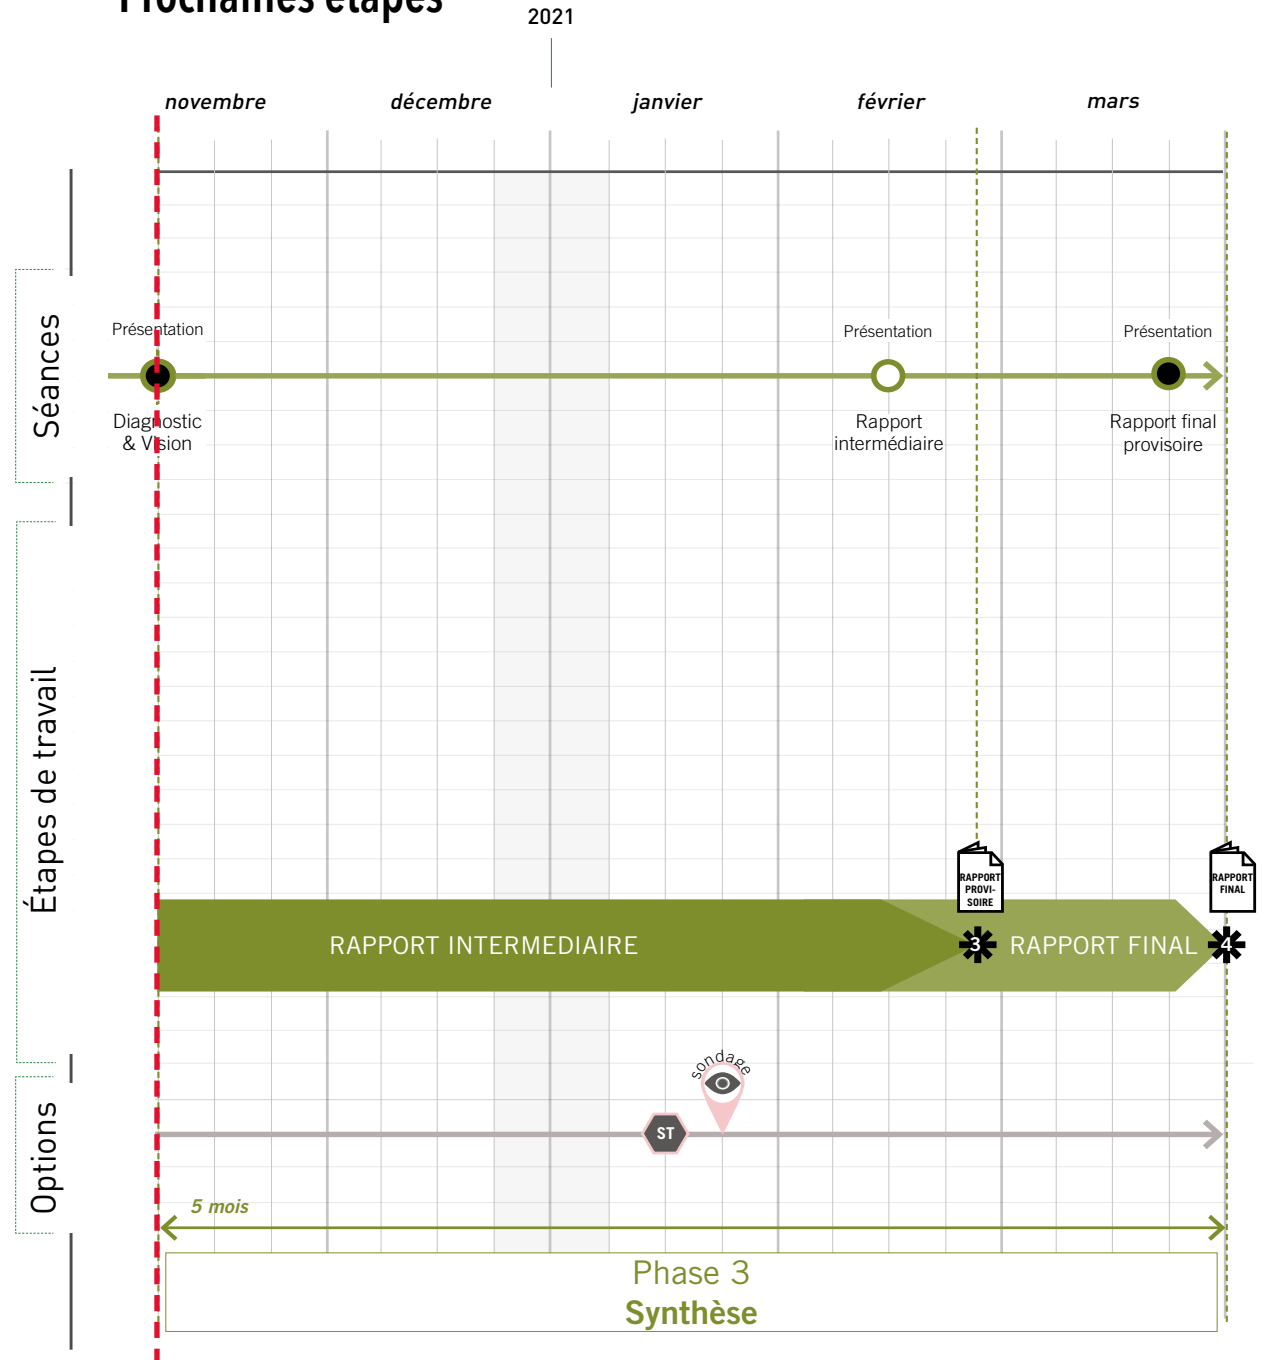 Prochaines étapes
2021
novembre
décembre
janvier
février
mars
Séances
Présentation
Présentation
Présentation
Diagnostic
& Vision
Rapport
intermédiaire
Rapport final
provisoire
Étapes de travail
RAPPORT
PROVI-
SOIRE
RAPPORT
FINAL
RAPPORT INTERMEDIAIRE
3
RAPPORT FINAL
4
Options
sondage
ST
5 mois
Phase 3
Synthèse